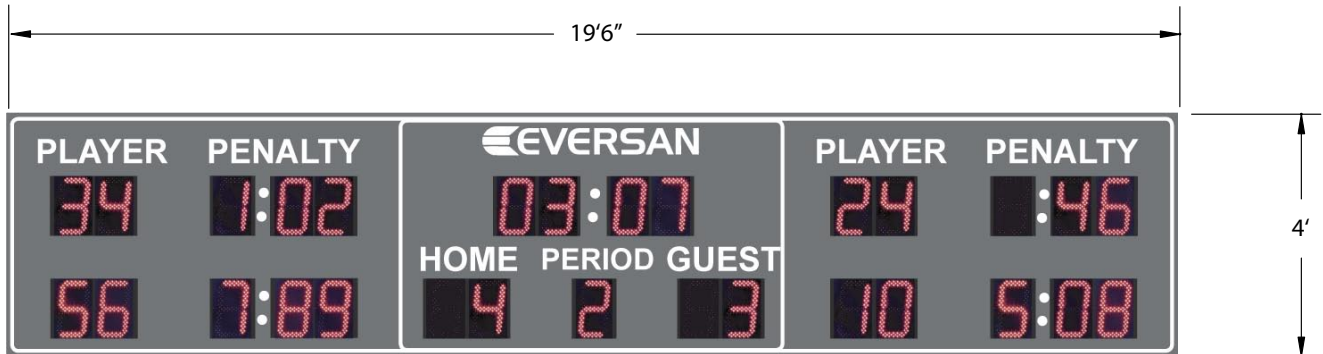 19'6"
EVERSAN
PLAYER PENALTY
34 1:02
56 7:89
03:07
HOME PERIOD GUEST
4 2 3
PLAYER PENALTY
24 :46
10 5:08
4'